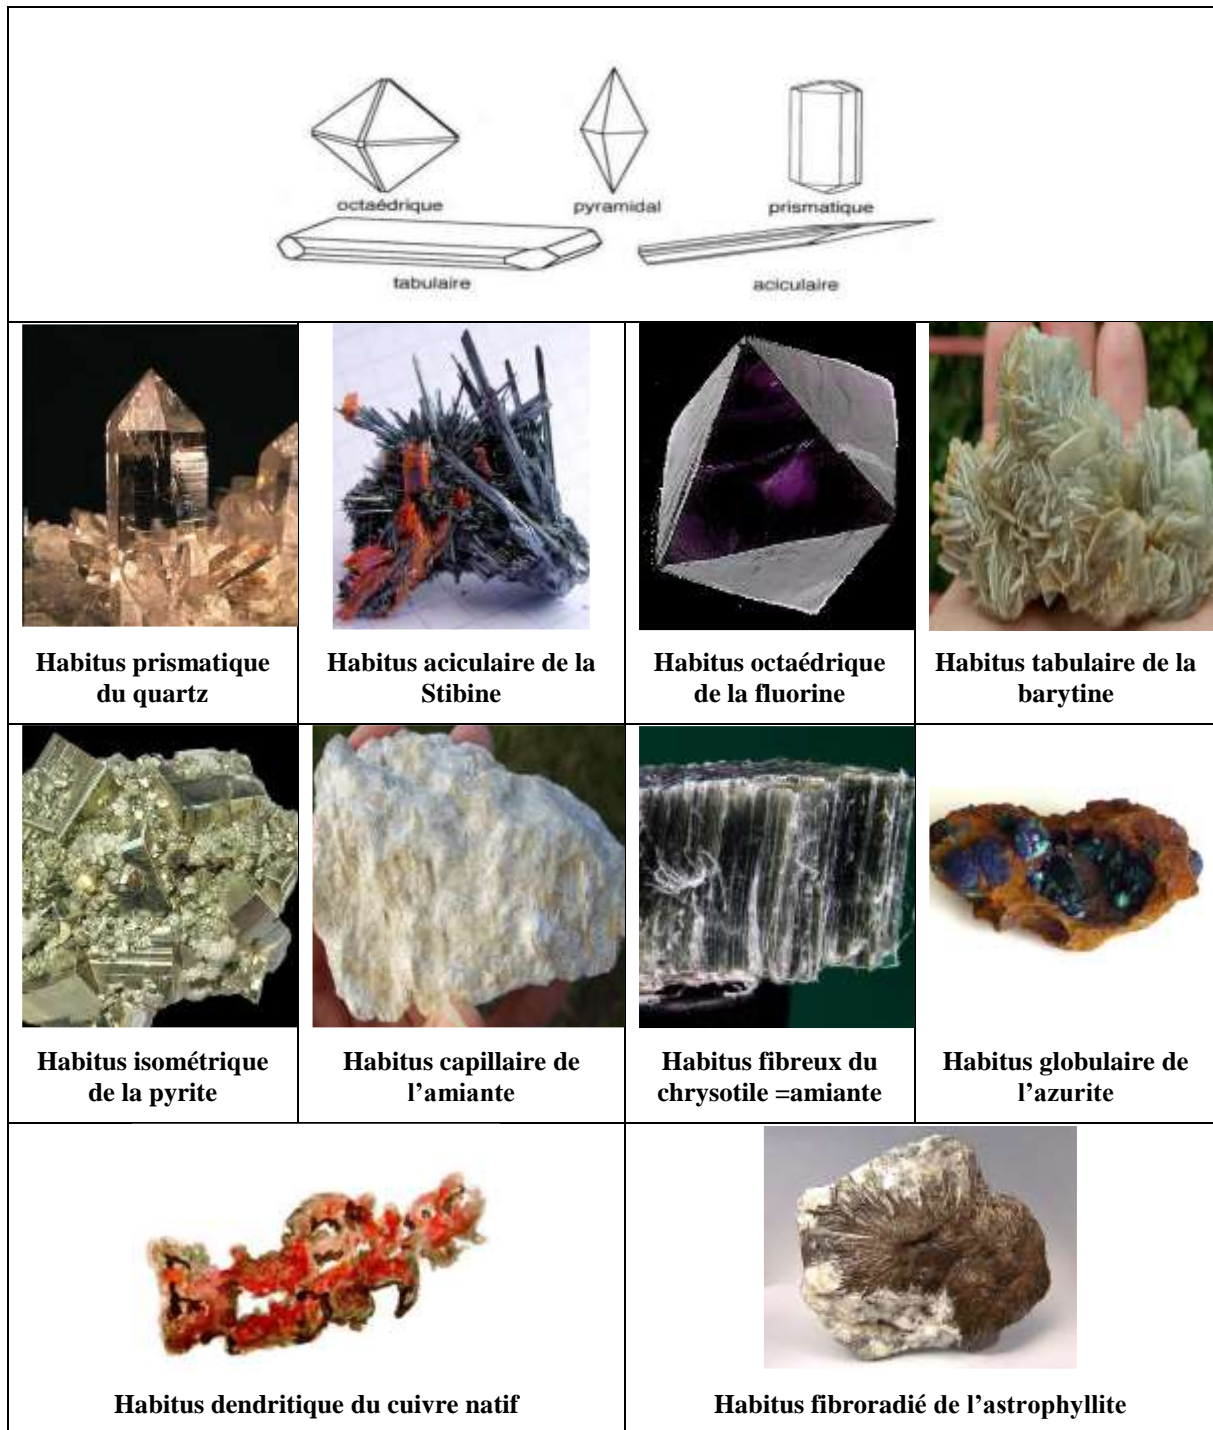 octaédrique
pyramidal
prismatique
tabulaire
aciculaire
Habitus prismatique
du quartz
Habitus aciculaire de la
Stibine
Habitus octaédrique
de la fluorine
Habitus tabulaire de la
barytine
Habitus isométrique
de la pyrite
Habitus capillaire de
l’amiante
Habitus fibreux du
chrysotile =amiante
Habitus globulaire de
l’azurite
Habitus dendritique du cuivre natif
Habitus fibroradié de l’astrophyllite